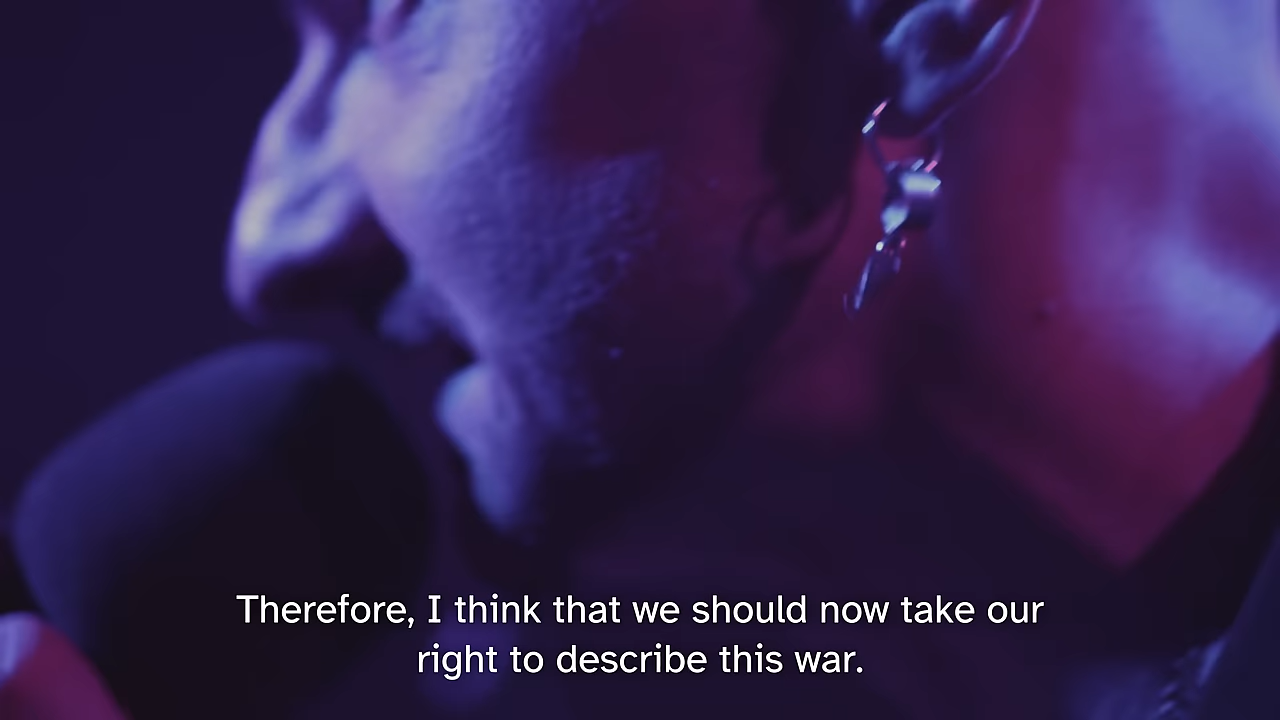 Therefore, I think that we should now take our
right to describe this war.